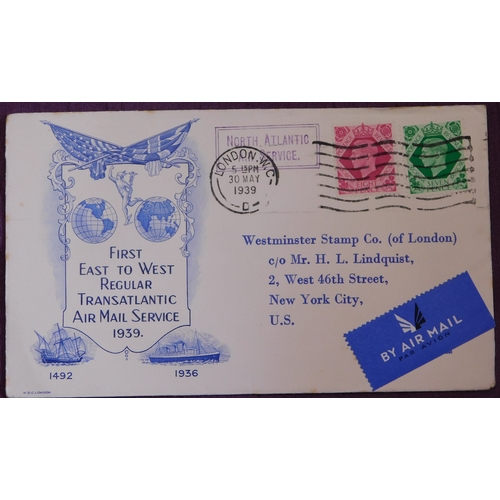 FIRST
EAST TO WEST
REGULAR
TRANSATLANTIC
AIR MAIL SERVICE
1939.
1492
1936
NORTH ATLANTIC
SERVICE.
LONDON. W.C.
30 MAY
1939
D
Westminster Stamp Co. (of London)
c/o Mr. H. L. Lindquist,
2, West 46th Street,
New York City,
U.S.
BY AIR MAIL
PAR AVION